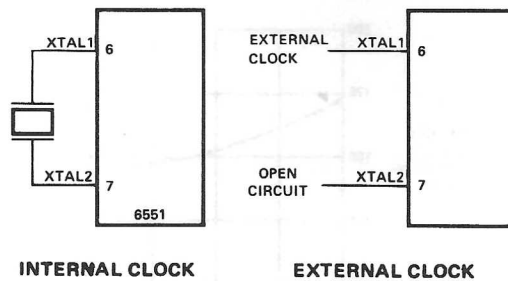 XTAL1
6
XTAL2
7
6551
INTERNAL CLOCK
EXTERNAL
CLOCK
XTAL1
6
OPEN
CIRCUIT
XTAL2
7
EXTERNAL CLOCK